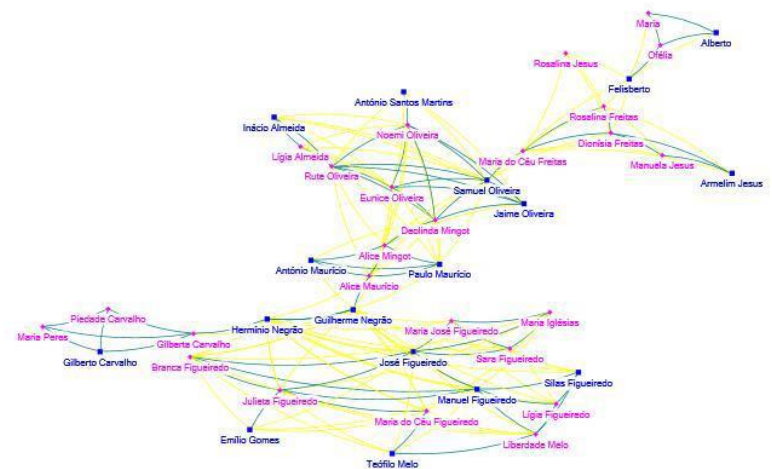 Maria
Alberto
Ofélia
Rosalina Jesus
Felisberto
António Santos Martins
Rosalina Freitas
Inácio Almeida
Noemi Oliveira
Dionísia Freitas
Lígia Almeida
Maria do Céu Freitas
Manuela Jesus
Rute Oliveira
Armelim Jesus
Samuel Oliveira
Eunice Oliveira
Jaime Oliveira
Deolinda Mingot
Alice Mingot
António Maurício
Paulo Maurício
Alice Maurício
Piedade Carvalho
Guilherme Negrão
Maria Iglésias
Hermínio Negrão
Maria José Figueiredo
Maria Peres
Gilberta Carvalho
Gilberto Carvalho
José Figueiredo
Sara Figueiredo
Branca Figueiredo
Silas Figueiredo
Julieta Figueiredo
Manuel Figueiredo
Lígia Figueiredo
Maria do Céu Figueiredo
Emílio Gomes
Liberdade Melo
Teófilo Melo